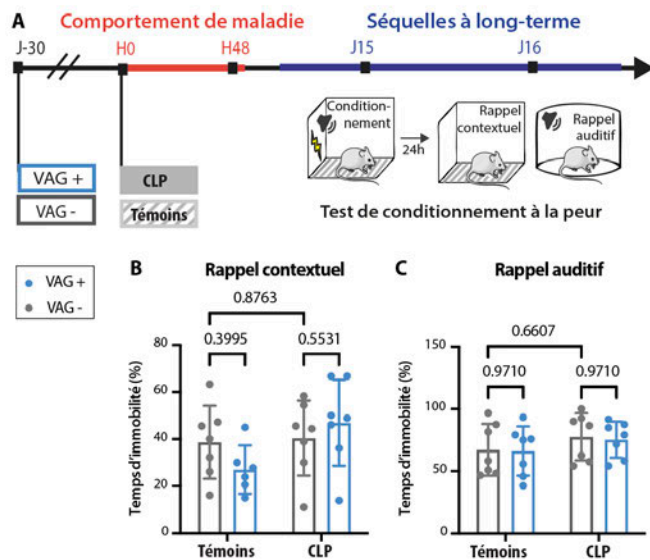 A
Comportement de maladie
Séquelles à long-terme
J-30
H0
H48
J15
J16
Condition-
nement
24h
Rappel
contextuel
Rappel
auditif
VAG +
CLP
VAG -
Témoins
Test de conditionnement à la peur
VAG +
VAG -
B
Rappel contextuel
0.8763
0.3995
0.5531
Temps d'immobilité (%)
80
60
40
20
0
Témoins
CLP
C
Rappel auditif
0.6607
0.9710
0.9710
Temps d'immobilité (%)
150
100
50
0
Témoins
CLP